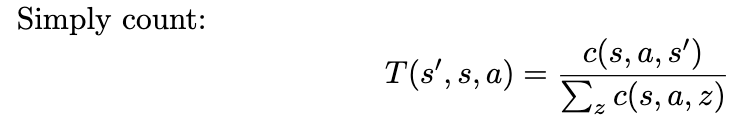 Simply count:
T(s′, s, a) = c(s, a, s′) / ∑_z c(s, a, z)